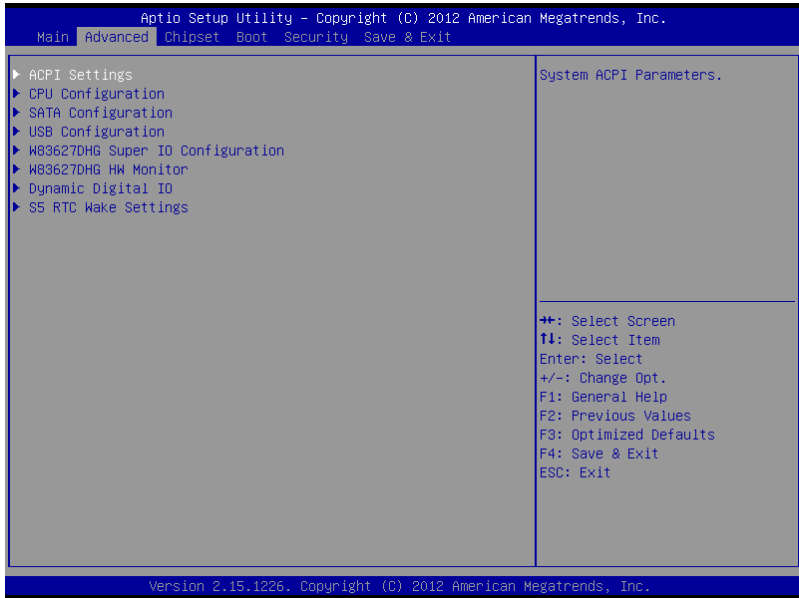 Aptio Setup Utility – Copyright (C) 2012 American Megatrends, Inc.
Main Advanced Chipset Boot Security Save & Exit
▶ ACPI Settings
▶ CPU Configuration
▶ SATA Configuration
▶ USB Configuration
▶ W83627DHG Super IO Configuration
▶ W83627DHG HW Monitor
▶ Dynamic Digital IO
▶ S5 RTC Wake Settings
System ACPI Parameters.
→←: Select Screen
↑↓: Select Item
Enter: Select
+/-: Change Opt.
F1: General Help
F2: Previous Values
F3: Optimized Defaults
F4: Save & Exit
ESC: Exit
Version 2.15.1226. Copyright (C) 2012 American Megatrends, Inc.